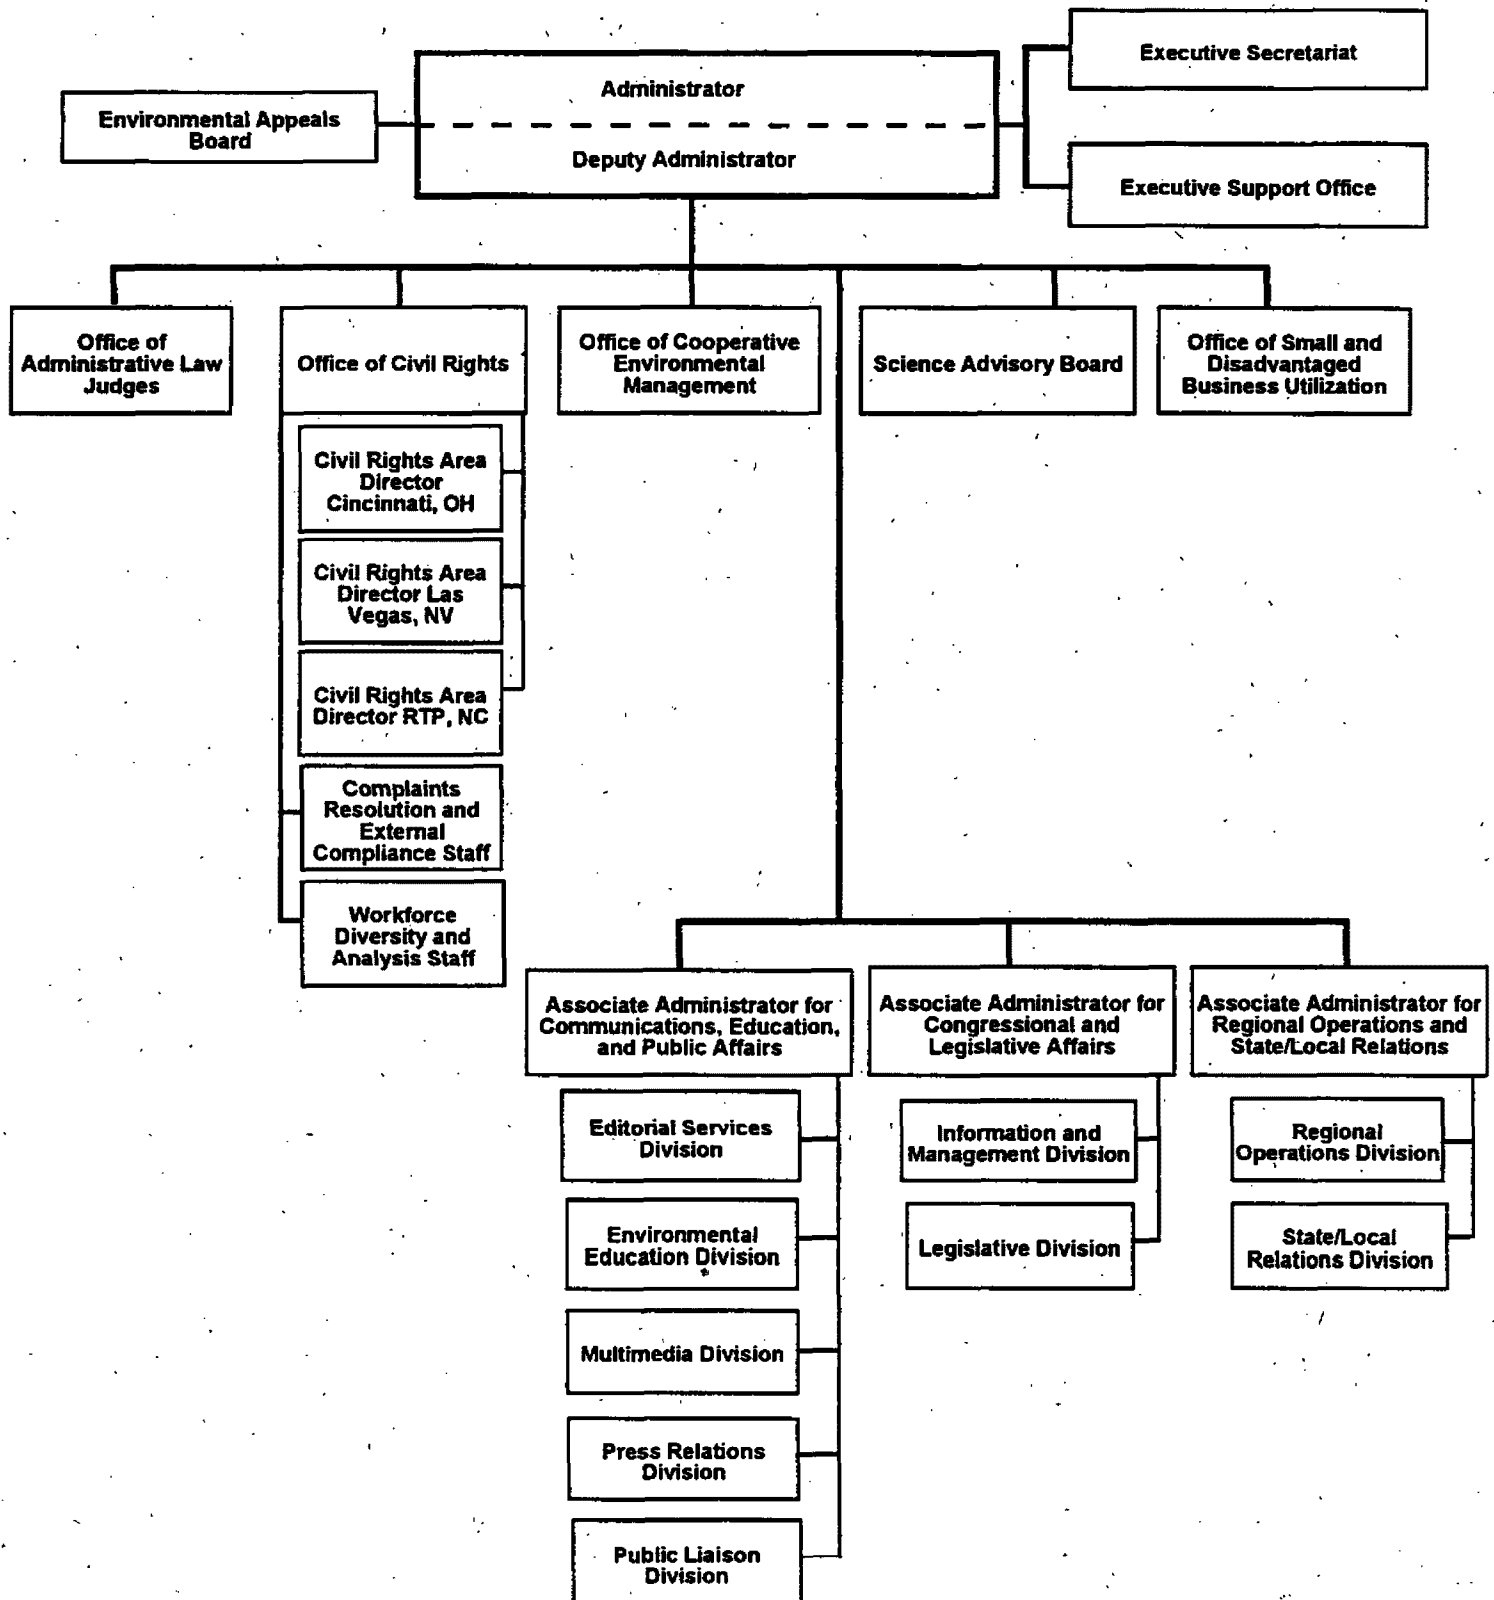 Executive Secretariat
Administrator
Environmental Appeals
Board
Deputy Administrator
Executive Support Office
Office of
Administrative Law
Judges
Office of Civil Rights
Office of Cooperative
Environmental
Management
Science Advisory Board
Office of Small and
Disadvantaged
Business Utilization
Civil Rights Area
Director
Cincinnati, OH
Civil Rights Area
Director Las
Vegas, NV
Civil Rights Area
Director RTP, NC
Complaints
Resolution and
External
Compliance Staff
Workforce
Diversity and
Analysis Staff
Associate Administrator for
Communications, Education,
and Public Affairs
Associate Administrator for
Congressional and
Legislative Affairs
Associate Administrator for
Regional Operations and
State/Local Relations
Editorial Services
Division
Environmental
Education Division
Multimedia Division
Press Relations
Division
Public Liaison
Division
Information and
Management Division
Legislative Division
Regional
Operations Division
State/Local
Relations Division